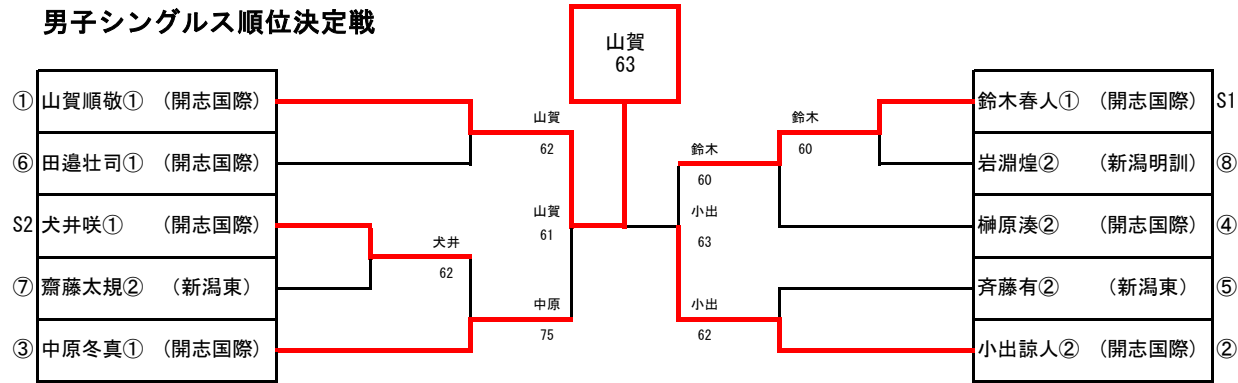 男子シングルス順位決定戦
山賀
63
① 山賀順敬① (開志国際)
⑥ 田邉壮司① (開志国際)
S2 犬井咲① (開志国際)
⑦ 齋藤太規② (新潟東)
③ 中原冬真① (開志国際)
山賀
62
犬井
62
山賀
61
中原
75
鈴木
60
小出
63
鈴木
60
小出
62
鈴木春人① (開志国際) S1
岩淵煌② (新潟明訓) ⑧
榊原湊② (開志国際) ④
斉藤有② (新潟東) ⑤
小出諒人② (開志国際) ②